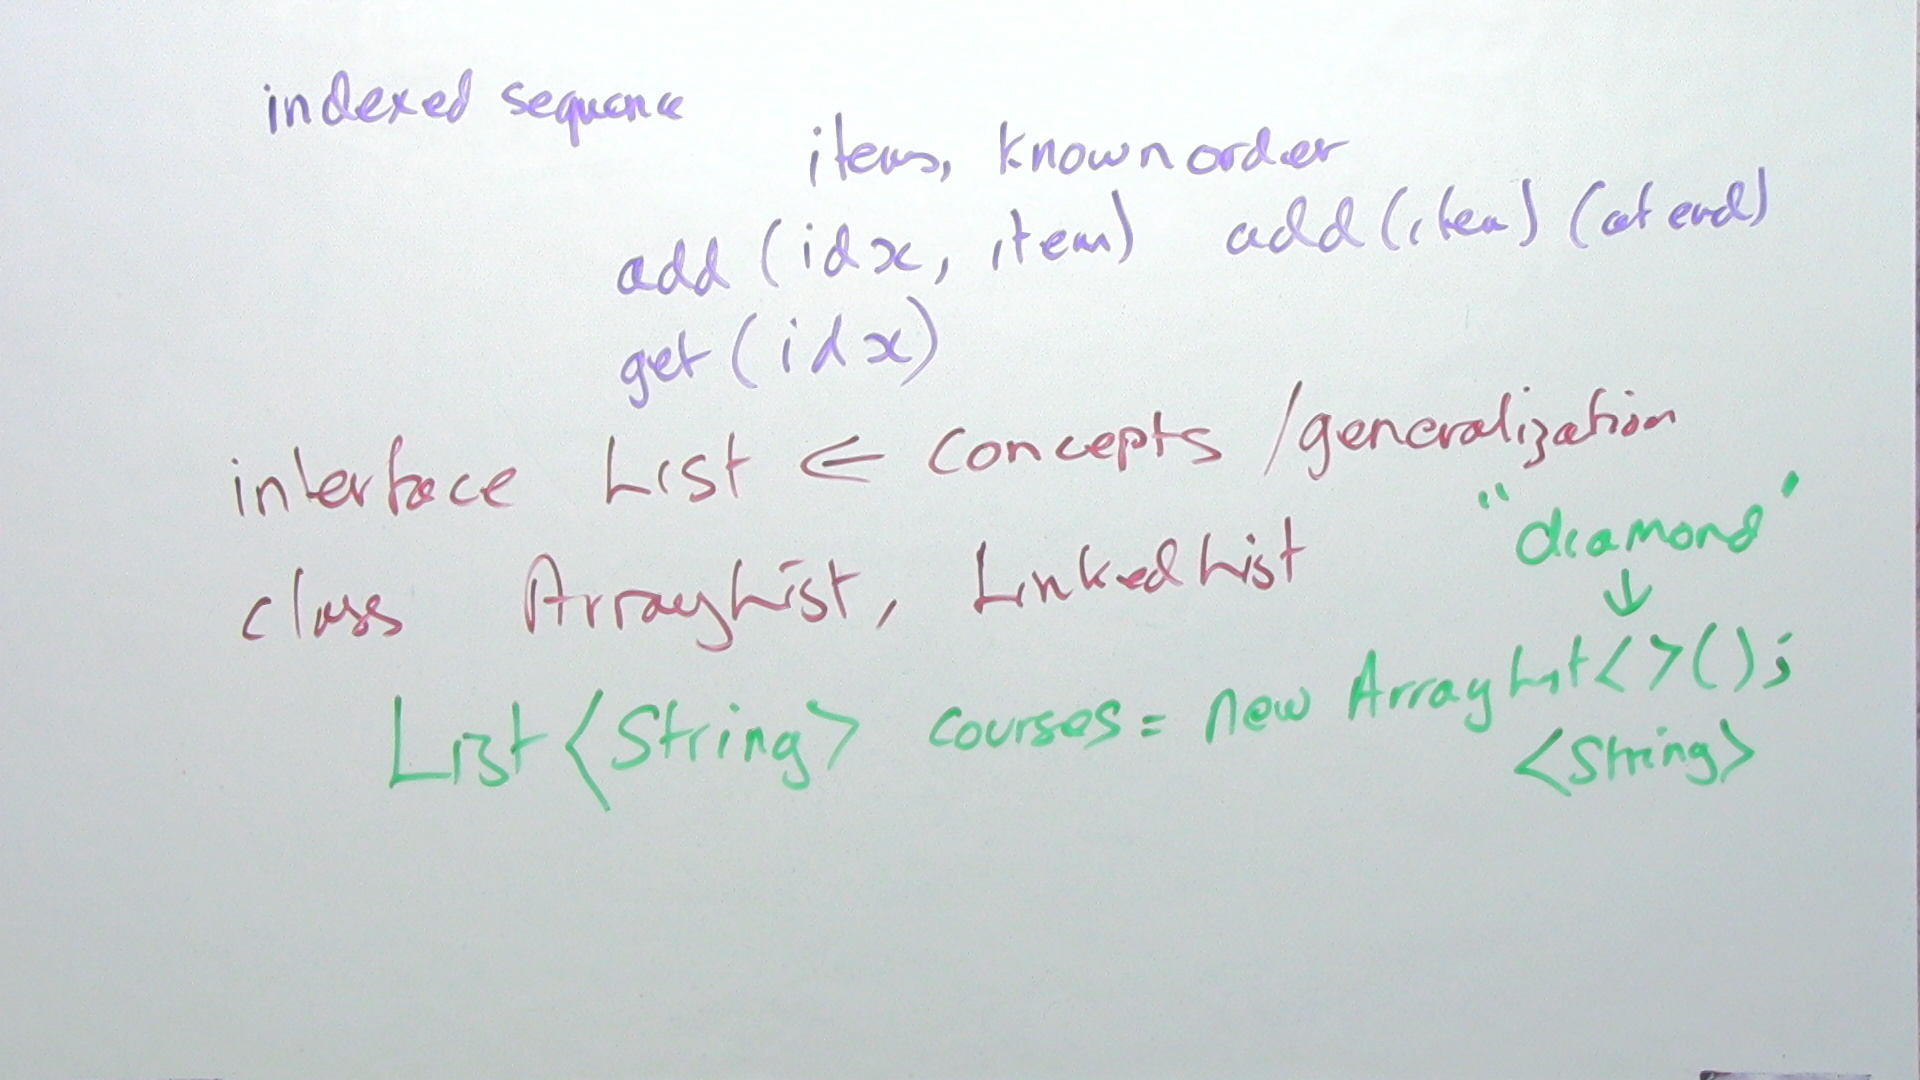 indexed sequence
items, known order
add (idx, item) add (item) (at end)
get (idx)
interface List ← concepts / generalization
class ArrayList, LinkedList
"diamond"
↓
List<String> courses = new ArrayList<>();
<String>